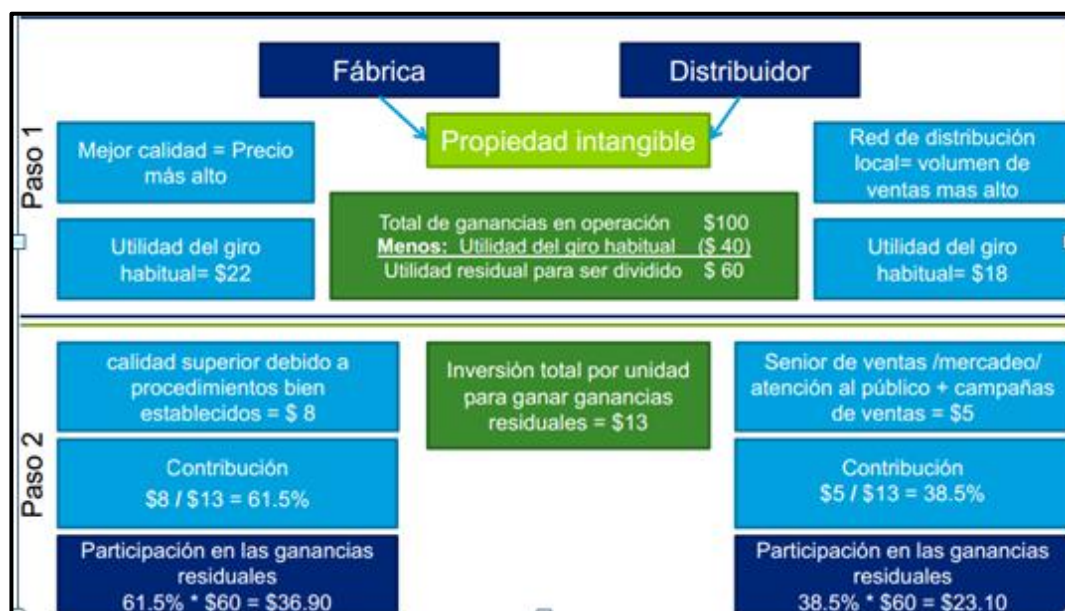 Fábrica
Distribuidor
Propiedad intangible
Paso 1
Mejor calidad = Precio
más alto
Red de distribución
local= volumen de
ventas mas alto
Total de ganancias en operación $100
Menos: Utilidad del giro habitual ($ 40)
Utilidad residual para ser dividido $ 60
Utilidad del giro
habitual= $22
Utilidad del giro
habitual= $18
Paso 2
calidad superior debido a
procedimientos bien
establecidos = $ 8
Inversión total por unidad
para ganar ganancias
residuales = $13
Senior de ventas /mercadeo/
atención al público + campañas
de ventas = $5
Contribución
$8 / $13 = 61.5%
Contribución
$5 / $13 = 38.5%
Participación en las ganancias
residuales
61.5% * $60 = $36.90
Participación en las ganancias
residuales
38.5% * $60 = $23.10